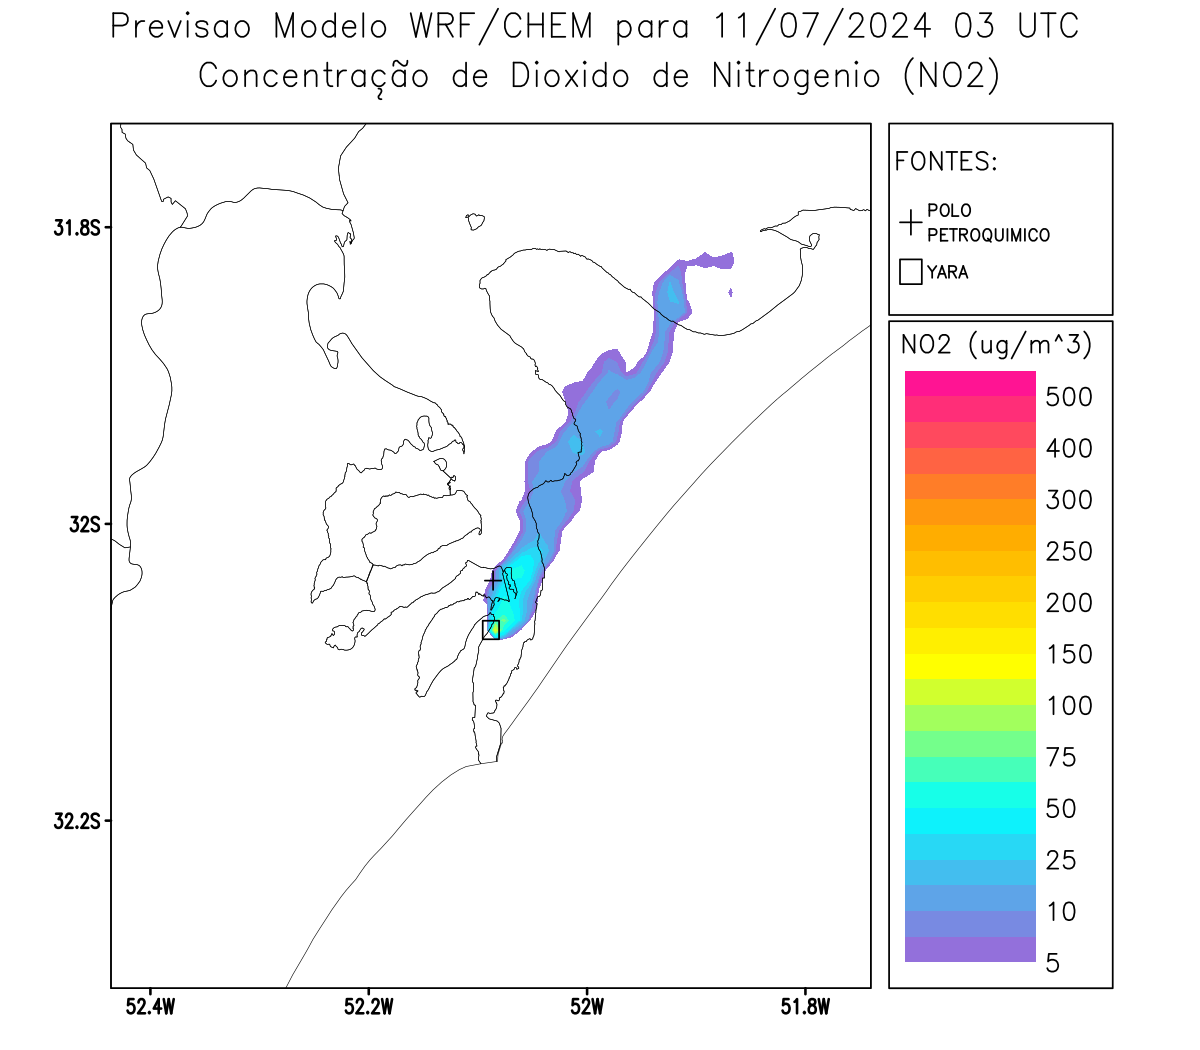 Previsao Modelo WRF/CHEM para 11/07/2024 03 UTC
Concentração de Dioxido de Nitrogenio (NO2)
FONTES:
POLO
PETROQUIMICO
YARA
31.8S
32S
32.2S
52.4W
52.2W
52W
51.8W
NO2 (ug/m^3)
500
400
300
250
200
150
100
75
50
25
10
5